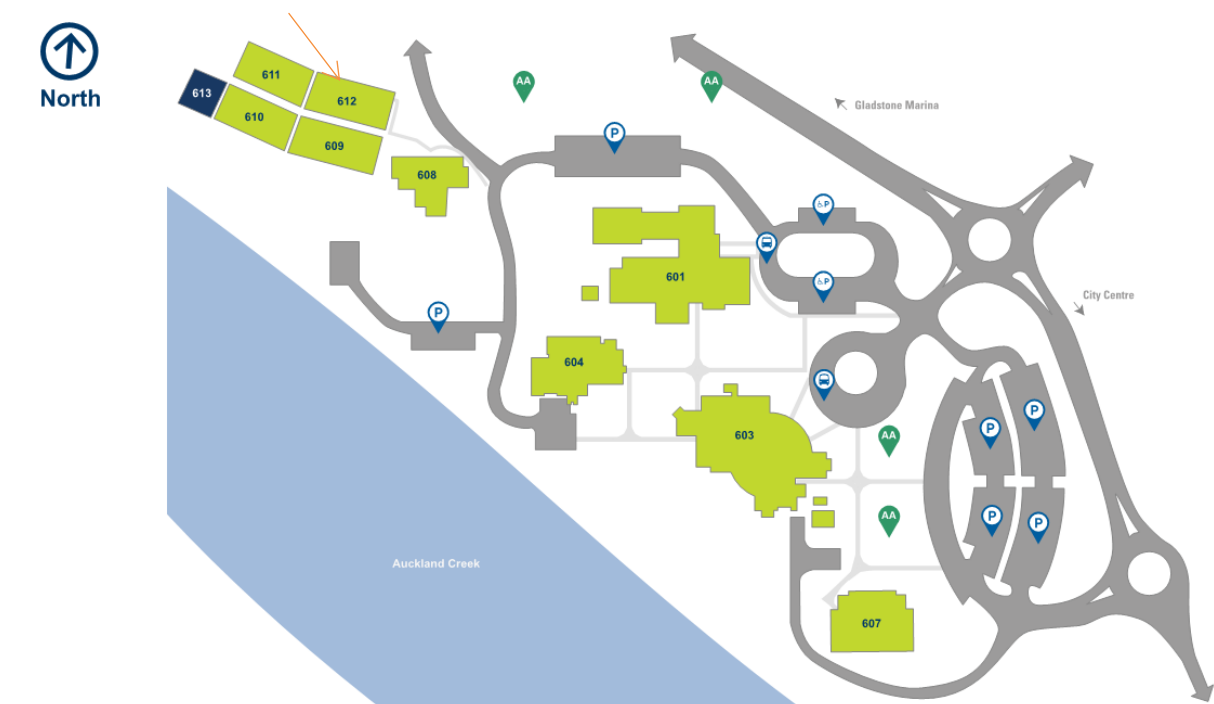 North
611
612
613
610
609
608
AA
AA
P
Gladstone Marina
♿P
601
♿P
City Centre
P
604
603
P
P
AA
P
P
AA
Auckland Creek
607